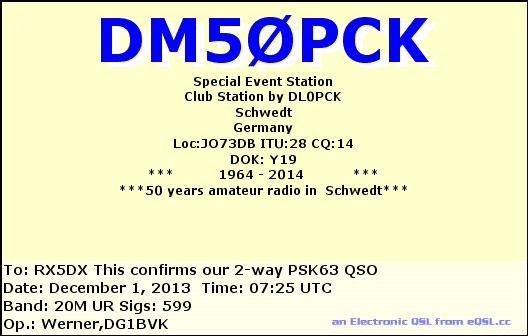 DM5ØPCK
Special Event Station
Club Station by DL0PCK
Schwedt
Germany
Loc:JO73DB ITU:28 CQ:14
DOK: Y19
*** 1964 - 2014 ***
***50 years amateur radio in Schwedt***
To: RX5DX This confirms our 2-way PSK63 QSO
Date: December 1, 2013 Time: 07:25 UTC
Band: 20M UR Sigs: 599
Op.: Werner,DG1BVK
an Electronic QSL from eQSL.cc